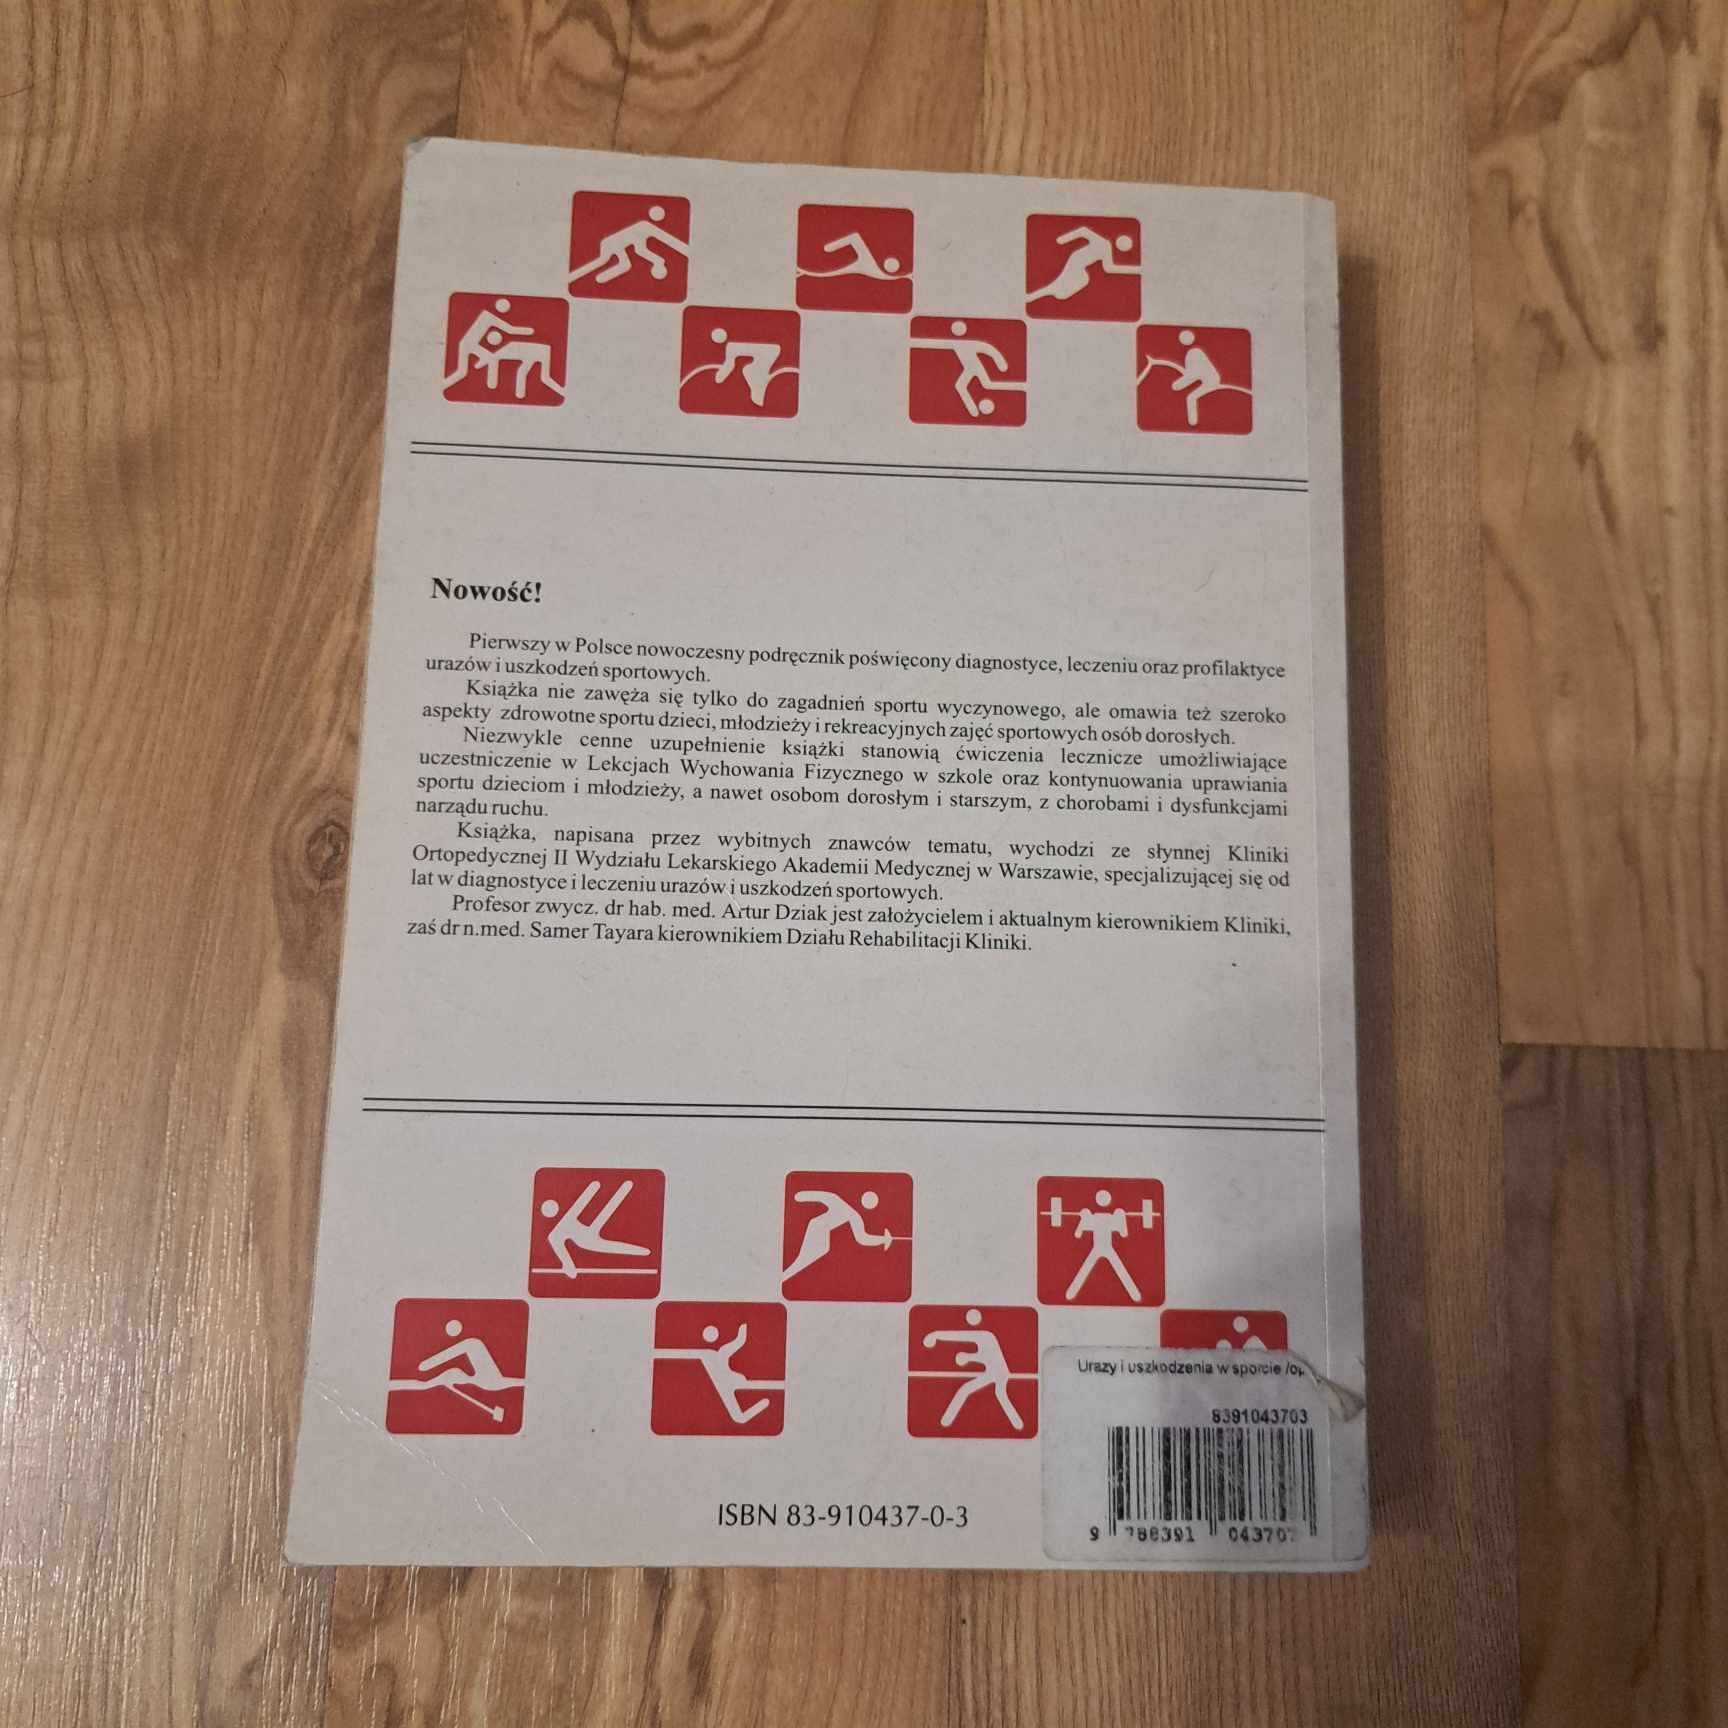 Nowość!
Pierwszy w Polsce nowoczesny podręcznik poświęcony diagnostyce, leczeniu oraz profilaktyce
urazów i uszkodzeń sportowych.
Książka nie zawęża się tylko do zagadnień sportu wyczynowego, ale omawia też szeroko
aspekty zdrowotne sportu dzieci, młodzieży i rekreacyjnych zajęć sportowych osób dorosłych.
Niezwykle cenne uzupełnienie książki stanowią ćwiczenia lecznicze umożliwiające
uczestniczenie w Lekcjach Wychowania Fizycznego w szkole oraz kontynuowania uprawiania
sportu dzieciom i młodzieży, a nawet osobom dorosłym i starszym, z chorobami i dysfunkcjami
narządu ruchu.
Książka, napisana przez wybitnych znawców tematu, wychodzi ze słynnej Kliniki
Ortopedycznej II Wydziału Lekarskiego Akademii Medycznej w Warszawie, specjalizującej się od
lat w diagnostyce i leczeniu urazów i uszkodzeń sportowych.
Profesor zwycz. dr hab. med. Artur Dziak jest założycielem i aktualnym kierownikiem Kliniki,
zaś dr n.med. Samer Tayara kierownikiem Działu Rehabilitacji Kliniki.
Urazy i uszkodzenia w sporcie
8391043703
ISBN 83-910437-0-3